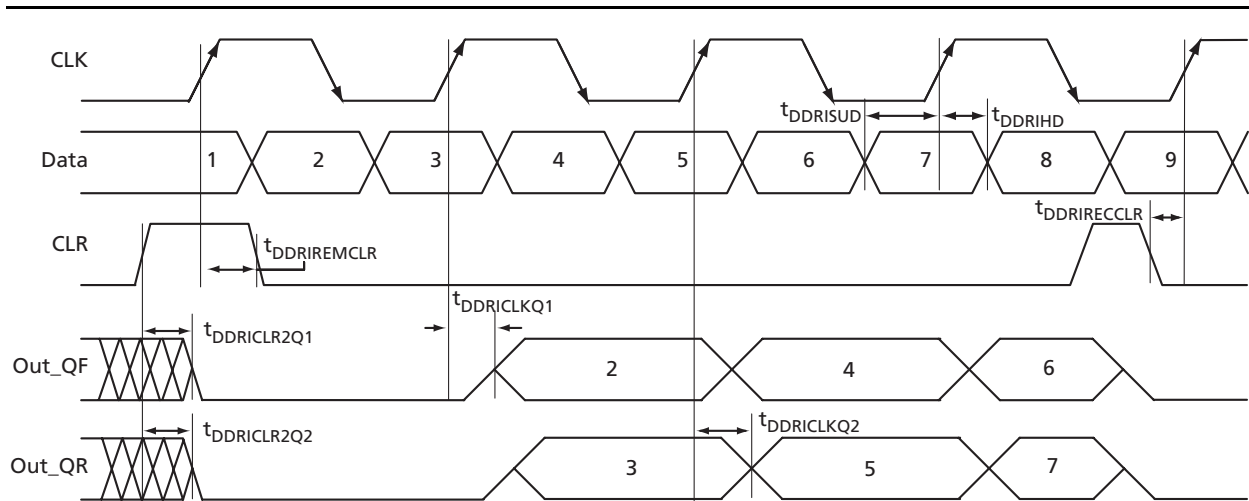 CLK
tDDRISUD
tDDRIHD
Data 1 2 3 4 5 6 7 8 9
tDDRIRECCLR
CLR
tDDRIREMCLR
tDDRICLKQ1
tDDRICLR2Q1
Out_QF 2 4 6
tDDRICLR2Q2
tDDRICLKQ2
Out_QR 3 5 7